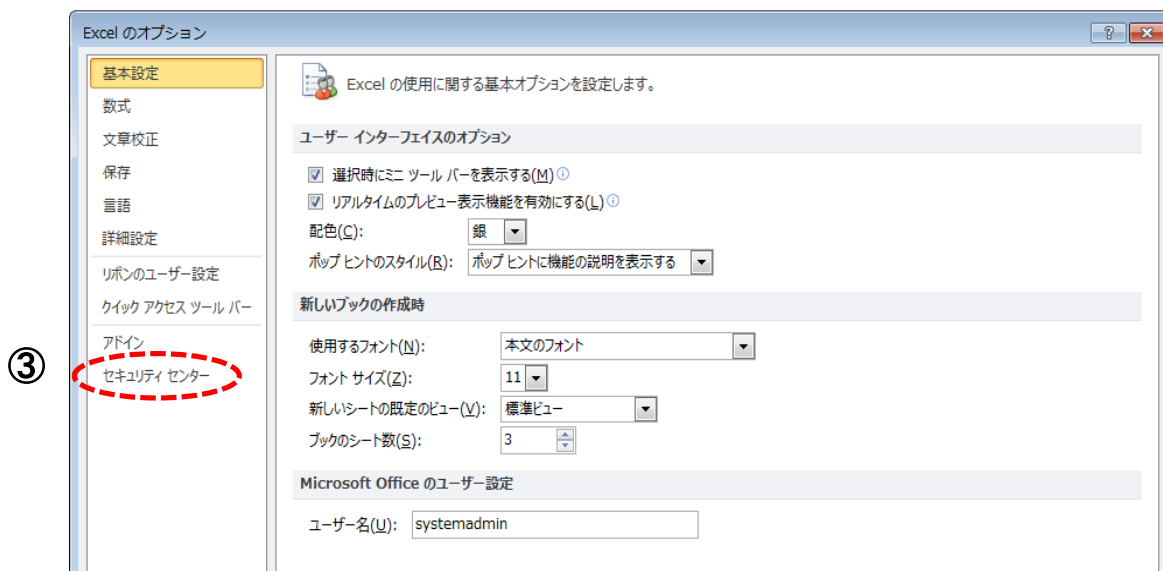 Excel のオプション
基本設定
数式
文章校正
保存
言語
詳細設定
リボンのユーザー設定
クイック アクセス ツール バー
アドイン
③
セキュリティ センター
Excel の使用に関する基本オプションを設定します。
ユーザー インターフェイスのオプション
選択時にミニ ツール バーを表示する(M)
リアルタイムのプレビュー表示機能を有効にする(L)
配色(C): 銀
ポップ ヒントのスタイル(R): ポップ ヒントに機能の説明を表示する
新しいブックの作成時
使用するフォント(N): 本文のフォント
フォント サイズ(Z): 11
新しいシートの既定のビュー(V): 標準ビュー
ブックのシート数(S): 3
Microsoft Office のユーザー設定
ユーザー名(U): systemadmin